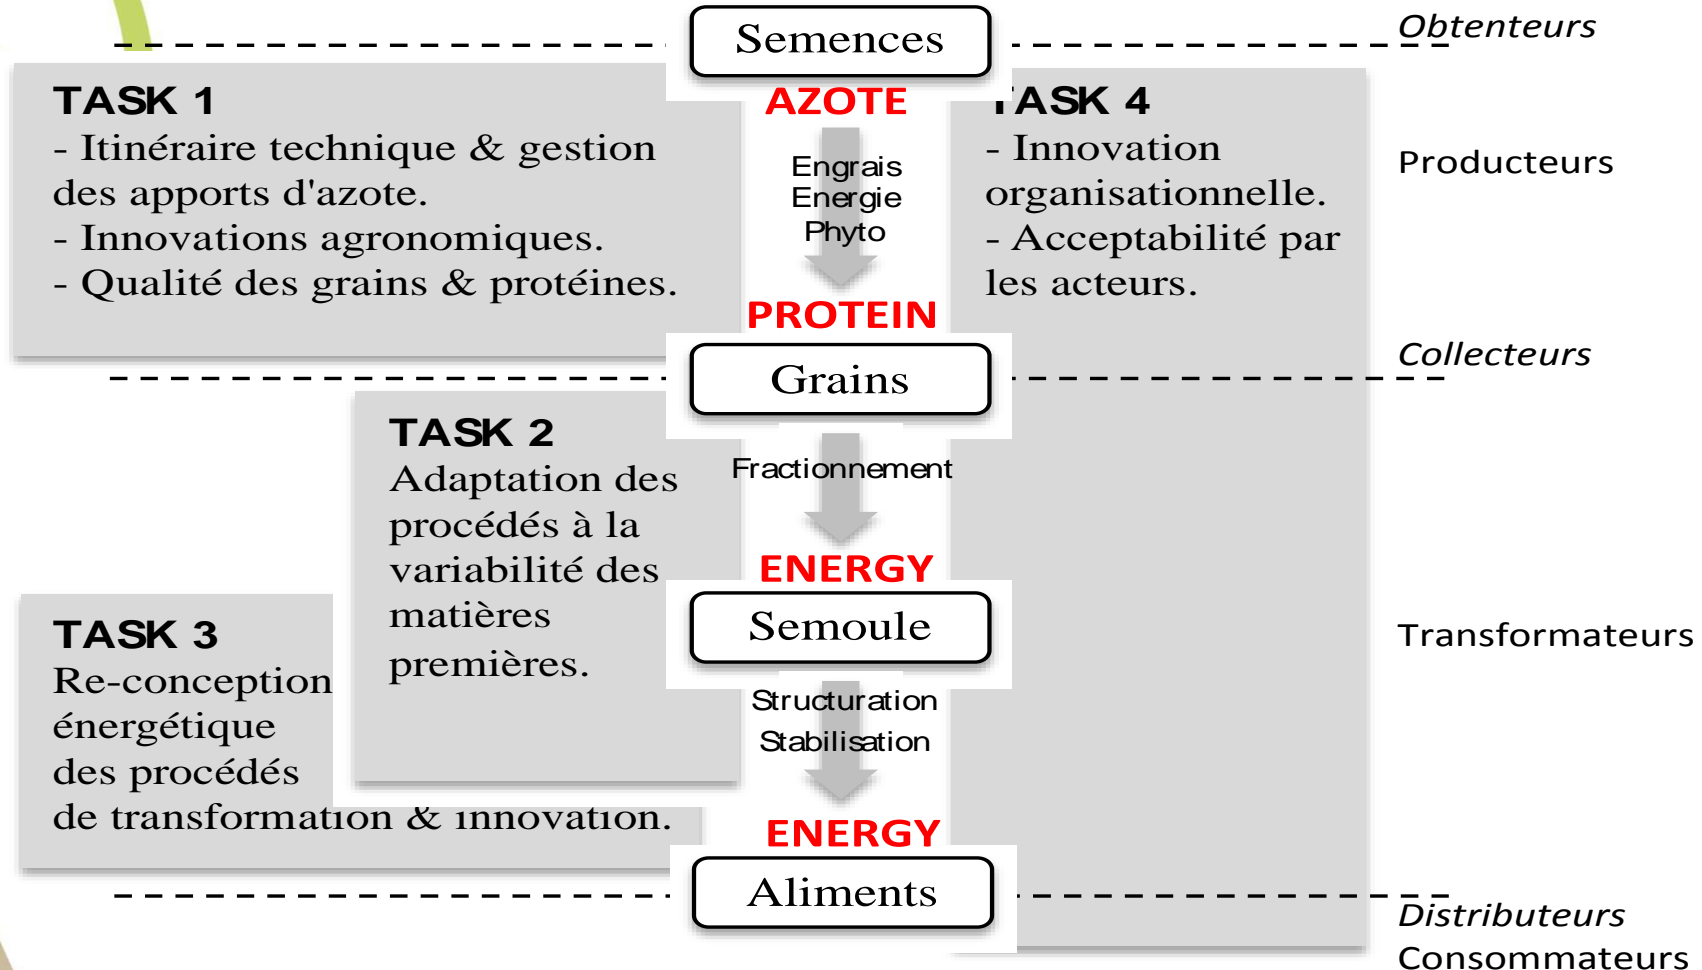 Semences
Obtenteurs
TASK 1
- Itinéraire technique & gestion
des apports d'azote.
- Innovations agronomiques.
- Qualité des grains & protéines.
AZOTE
Engrais
Energie
Phyto
PROTEIN
TASK 4
- Innovation
organisationnelle.
- Acceptabilité par
les acteurs.
Producteurs
Grains
Collecteurs
TASK 2
Adaptation des
procédés à la
variabilité des
matières
premières.
Fractionnement
ENERGY
Semoule
Transformateurs
TASK 3
Re-conception
énergétique
des procédés
de transformation & innovation.
Structuration
Stabilisation
ENERGY
Aliments
Distributeurs
Consommateurs